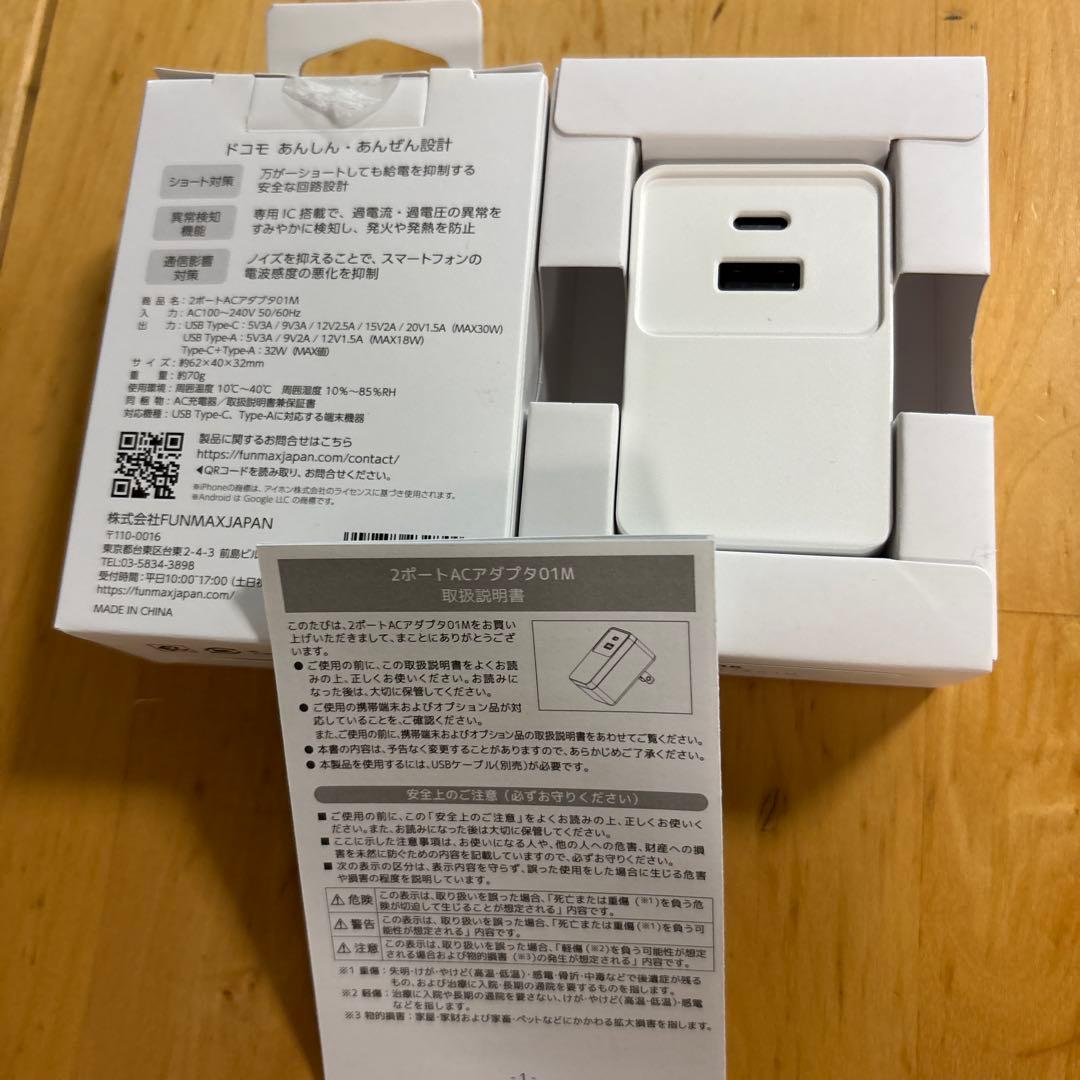 ドコモ あんしん・あんぜん設計
ショート対策
万が一ショートしても給電を抑制する
安全な回路設計
異常検知
機能
専用IC搭載で、過電流・過電圧の異常を
すみやかに検知し、発火や発熱を防止
通信影響
対策
ノイズを抑えることで、スマートフォンの
電波感度の悪化を抑制
商品名:2ポートACアダプタ01M
入力:AC100~240V 50/60Hz
出力:USB Type-C:5V3A / 9V3A / 12V2.5A / 15V2A / 20V1.5A (MAX30W)
USB Type-A:5V3A / 9V2A / 12V1.5A (MAX18W)
Type-C+Type-A:32W (MAX値)
サイズ:約62×40×32mm
重量:約70g
使用環境:周囲温度 10℃~40℃ 周囲湿度 10%~85%RH
同梱物:AC充電器/取扱説明書兼保証書
対応機種:USB Type-C、Type-Aに対応する端末機器
製品に関するお問合せはこちら
https://funmaxjapan.com/contact/
◀QRコードを読み取り、お問合せください。
※iPhoneの商標は、アイホン株式会社のライセンスに基づき使用されます。
※Android は Google LLC の商標です。
株式会社FUNMAXJAPAN
〒110-0016
東京都台東区台東2-4-3 前島ビル
TEL:03-5834-3898
受付時間:平日10:00~17:00 (土日祝
https://funmaxjapan.com/
MADE IN CHINA
2ポートACアダプタ01M
取扱説明書
このたびは、2ポートACアダプタ01Mをお買い
上げいただきまして、まことにありがとうござ
います。
● ご使用の前に、この取扱説明書をよくお読
みの上、正しくお使いください。お読みに
なった後は、大切に保管してください。
● ご使用の携帯端末およびオプション品が対
応していることを、ご確認ください。
また、ご使用の前に、携帯端末およびオプション品の取扱説明書をあわせてご覧ください。
● 本書の内容は、予告なく変更することがありますので、あらかじめご了承ください。
● 本製品を使用するには、USBケーブル(別売)が必要です。
安全上のご注意(必ずお守りください)
■ ご使用の前に、この「安全上のご注意」をよくお読みの上、正しくお使いく
ださい。また、お読みになった後は大切に保管してください。
■ ここに示した注意事項は、お使いになる人や、他の人への危害、財産への損
害を未然に防ぐための内容を記載していますので、必ずお守りください。
■ 次の表示の区分は、表示内容を守らず、誤った使用をした場合に生じる危害
や損害の程度を説明しています。
⚠ 危険 この表示は、取り扱いを誤った場合、「死亡または重傷(※1)を負う危
険が切迫して生じることが想定される」内容です。
⚠ 警告 この表示は、取り扱いを誤った場合、「死亡または重傷(※1)を負う可
能性が想定される」内容です。
⚠ 注意 この表示は、取り扱いを誤った場合、「軽傷(※2)を負う可能性が想定
される場合および物的損害(※3)の発生が想定される」内容です。
※1 重傷:失明・けが・やけど(高温・低温)・感電・骨折・中毒などで後遺症が残る
もの、および治療に入院・長期の通院を要するものを指します。
※2 軽傷:治療に入院や長期の通院を要さない、けが・やけど(高温・低温)・感電
などを指します。
※3 物的損害:家屋・家財および家畜・ペットなどにかかわる拡大損害を指します。
-1-